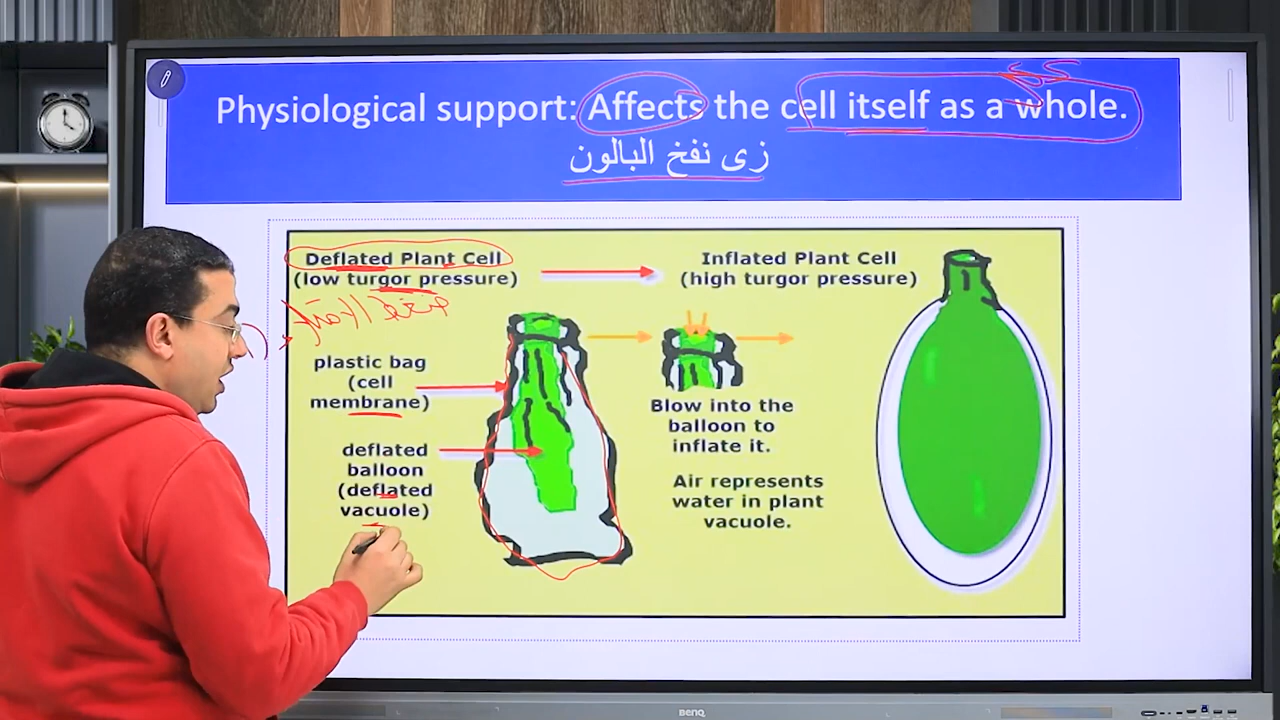 Physiological support: Affects the cell itself as a whole.
زى نفخ البالون
Deflated Plant Cell
(low turgor pressure)
Inflated Plant Cell
(high turgor pressure)
plastic bag
(cell
membrane)
deflated
balloon
(deflated
vacuole)
Blow into the
balloon to
inflate it.
Air represents
water in plant
vacuole.
BenQ